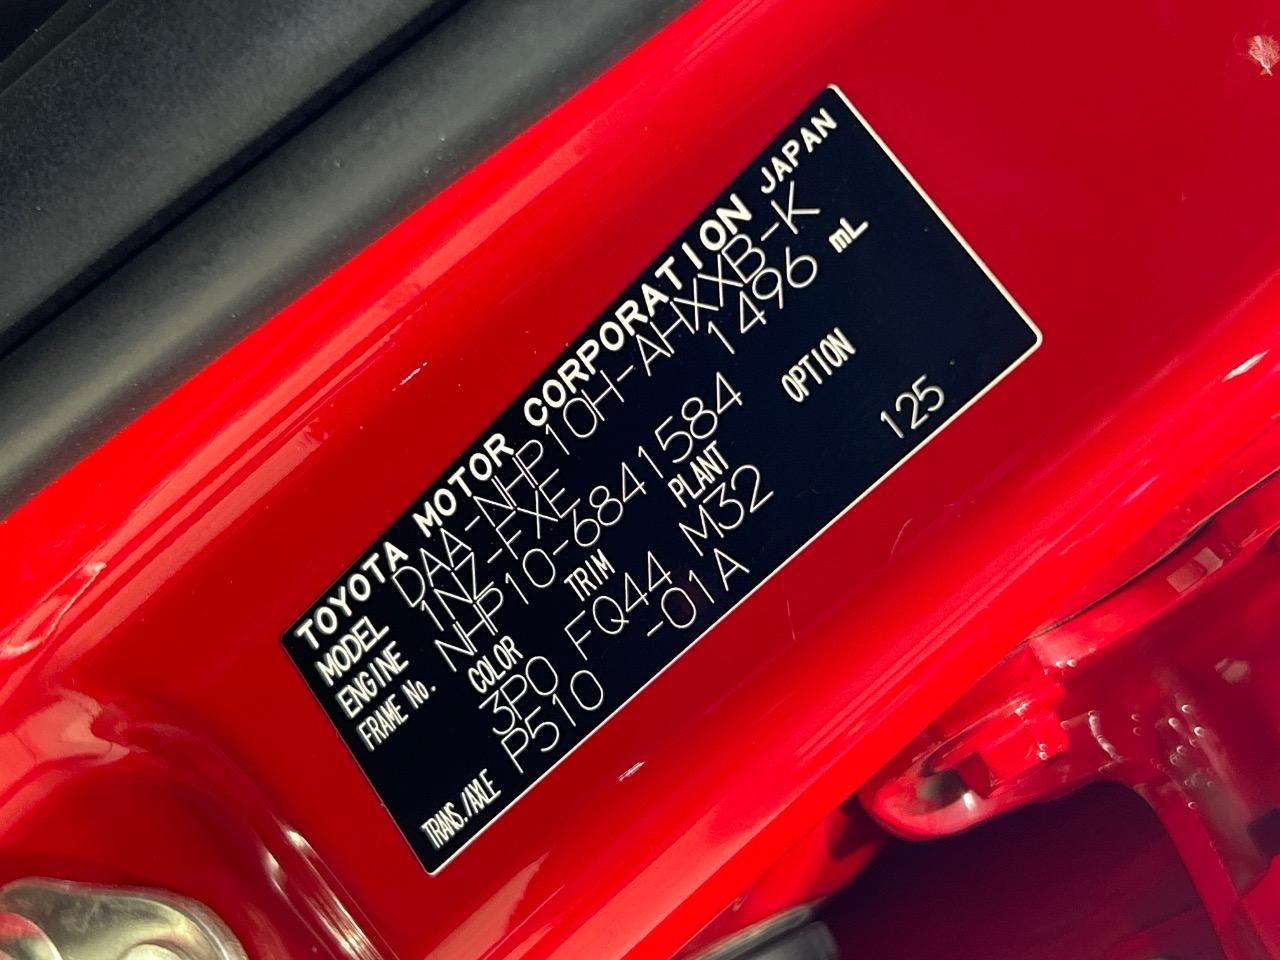 TOYOTA MOTOR CORPORATION JAPAN
MODEL DAA-NHP10H-AHXXB-K
ENGINE 1NZ-FXE 1496 mL
FRAME No. NHP10-6841584
COLOR TRIM PLANT OPTION
3P0 FQ44 M32 125
TRANS./AXLE P510 -01A